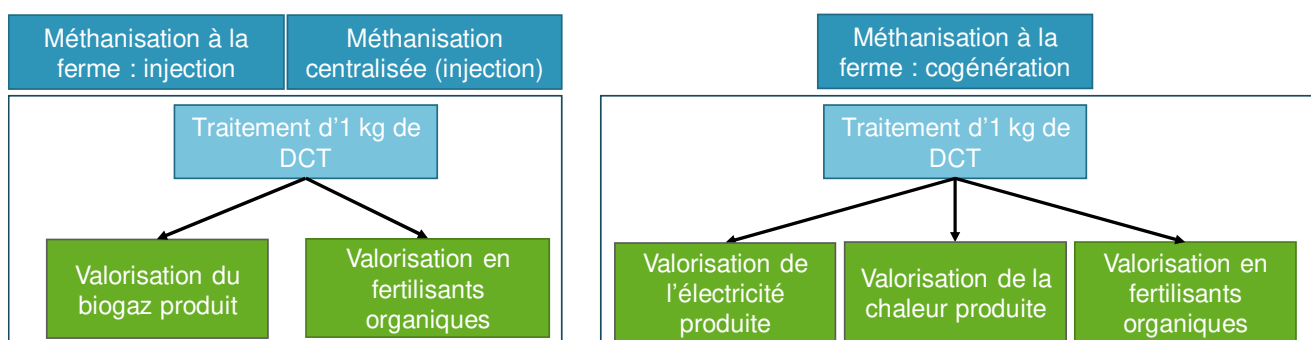 Méthanisation à la
ferme : injection
Méthanisation
centralisée (injection)
Traitement d'1 kg de
DCT
Valorisation du
biogaz produit
Valorisation en
fertilisants
organiques
Méthanisation à la
ferme : cogénération
Traitement d'1 kg de
DCT
Valorisation de
l'électricité
produite
Valorisation de la
chaleur produite
Valorisation en
fertilisants
organiques